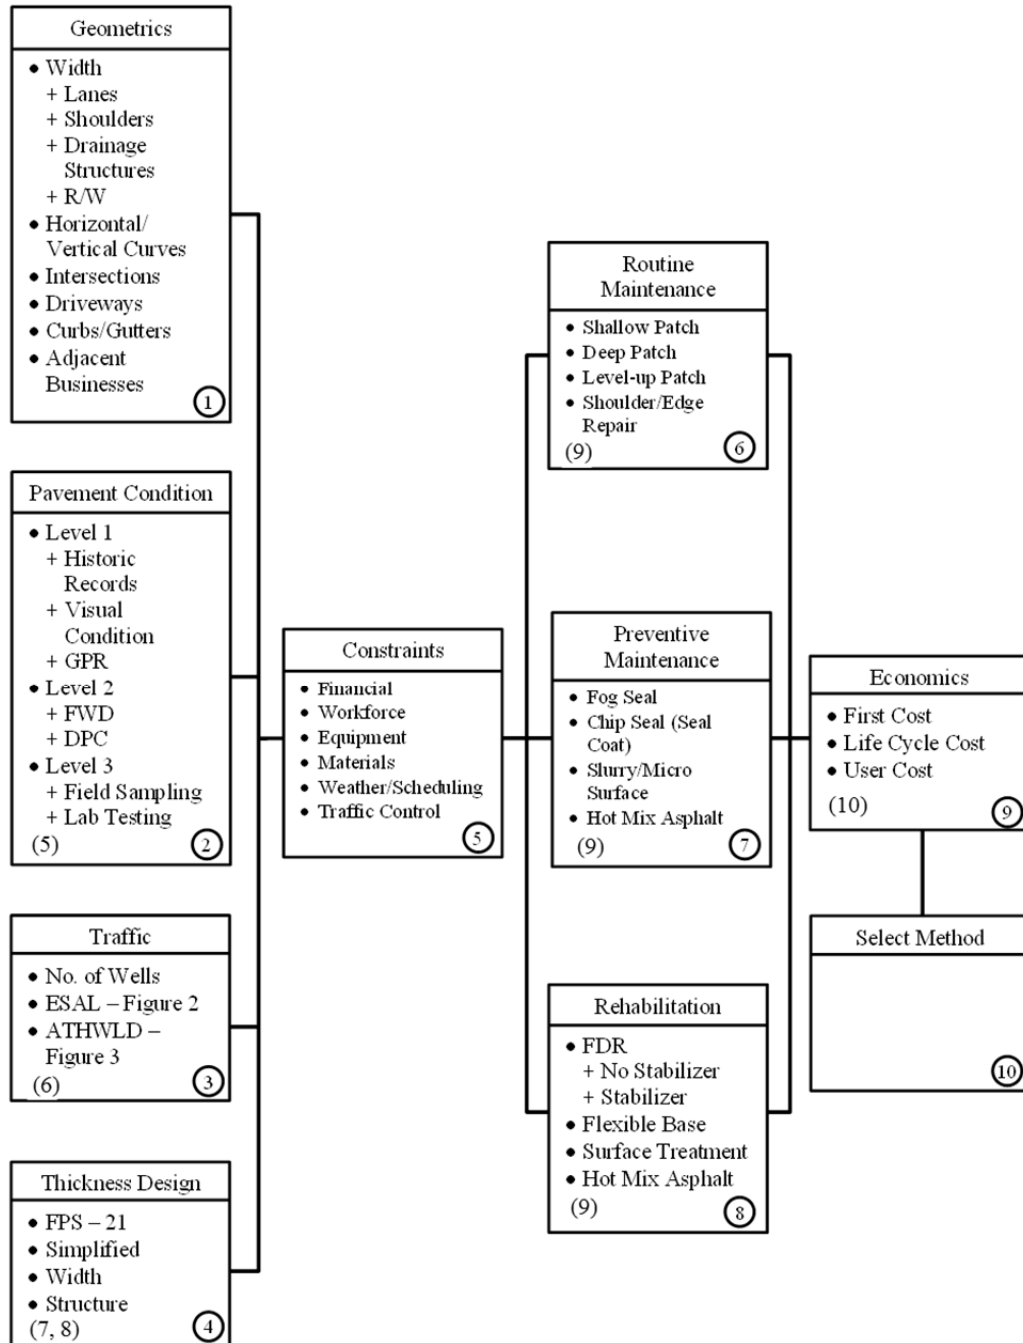 Geometrics
● Width
+ Lanes
+ Shoulders
+ Drainage
Structures
+ R/W
● Horizontal/
Vertical Curves
● Intersections
● Driveways
● Curbs/Gutters
● Adjacent
Businesses
1
Pavement Condition
● Level 1
+ Historic
Records
+ Visual
Condition
+ GPR
● Level 2
+ FWD
+ DPC
● Level 3
+ Field Sampling
+ Lab Testing
(5)
2
Traffic
● No. of Wells
● ESAL – Figure 2
● ATHWLD –
Figure 3
(6)
3
Thickness Design
● FPS – 21
● Simplified
● Width
● Structure
(7, 8)
4
Constraints
● Financial
● Workforce
● Equipment
● Materials
● Weather/Scheduling
● Traffic Control
5
Routine
Maintenance
● Shallow Patch
● Deep Patch
● Level-up Patch
● Shoulder/Edge
Repair
(9)
6
Preventive
Maintenance
● Fog Seal
● Chip Seal (Seal
Coat)
● Slurry/Micro
Surface
● Hot Mix Asphalt
(9)
7
Rehabilitation
● FDR
+ No Stabilizer
+ Stabilizer
● Flexible Base
● Surface Treatment
● Hot Mix Asphalt
(9)
8
Economics
● First Cost
● Life Cycle Cost
● User Cost
(10)
9
Select Method
10